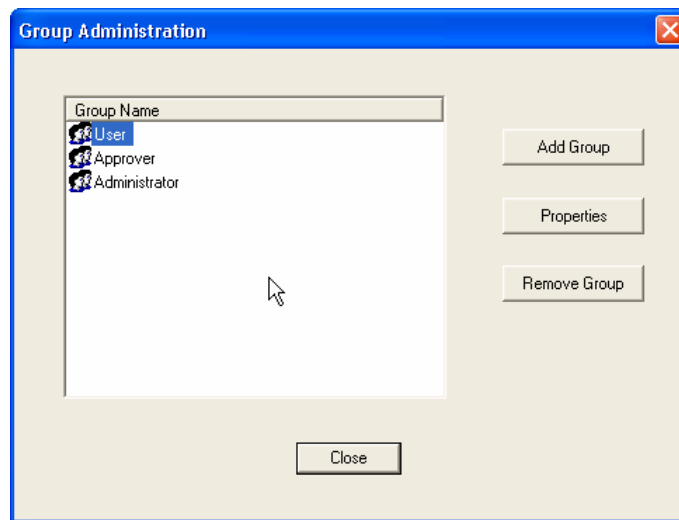 Group Administration
Group Name
User
Approver
Administrator
Add Group
Properties
Remove Group
Close